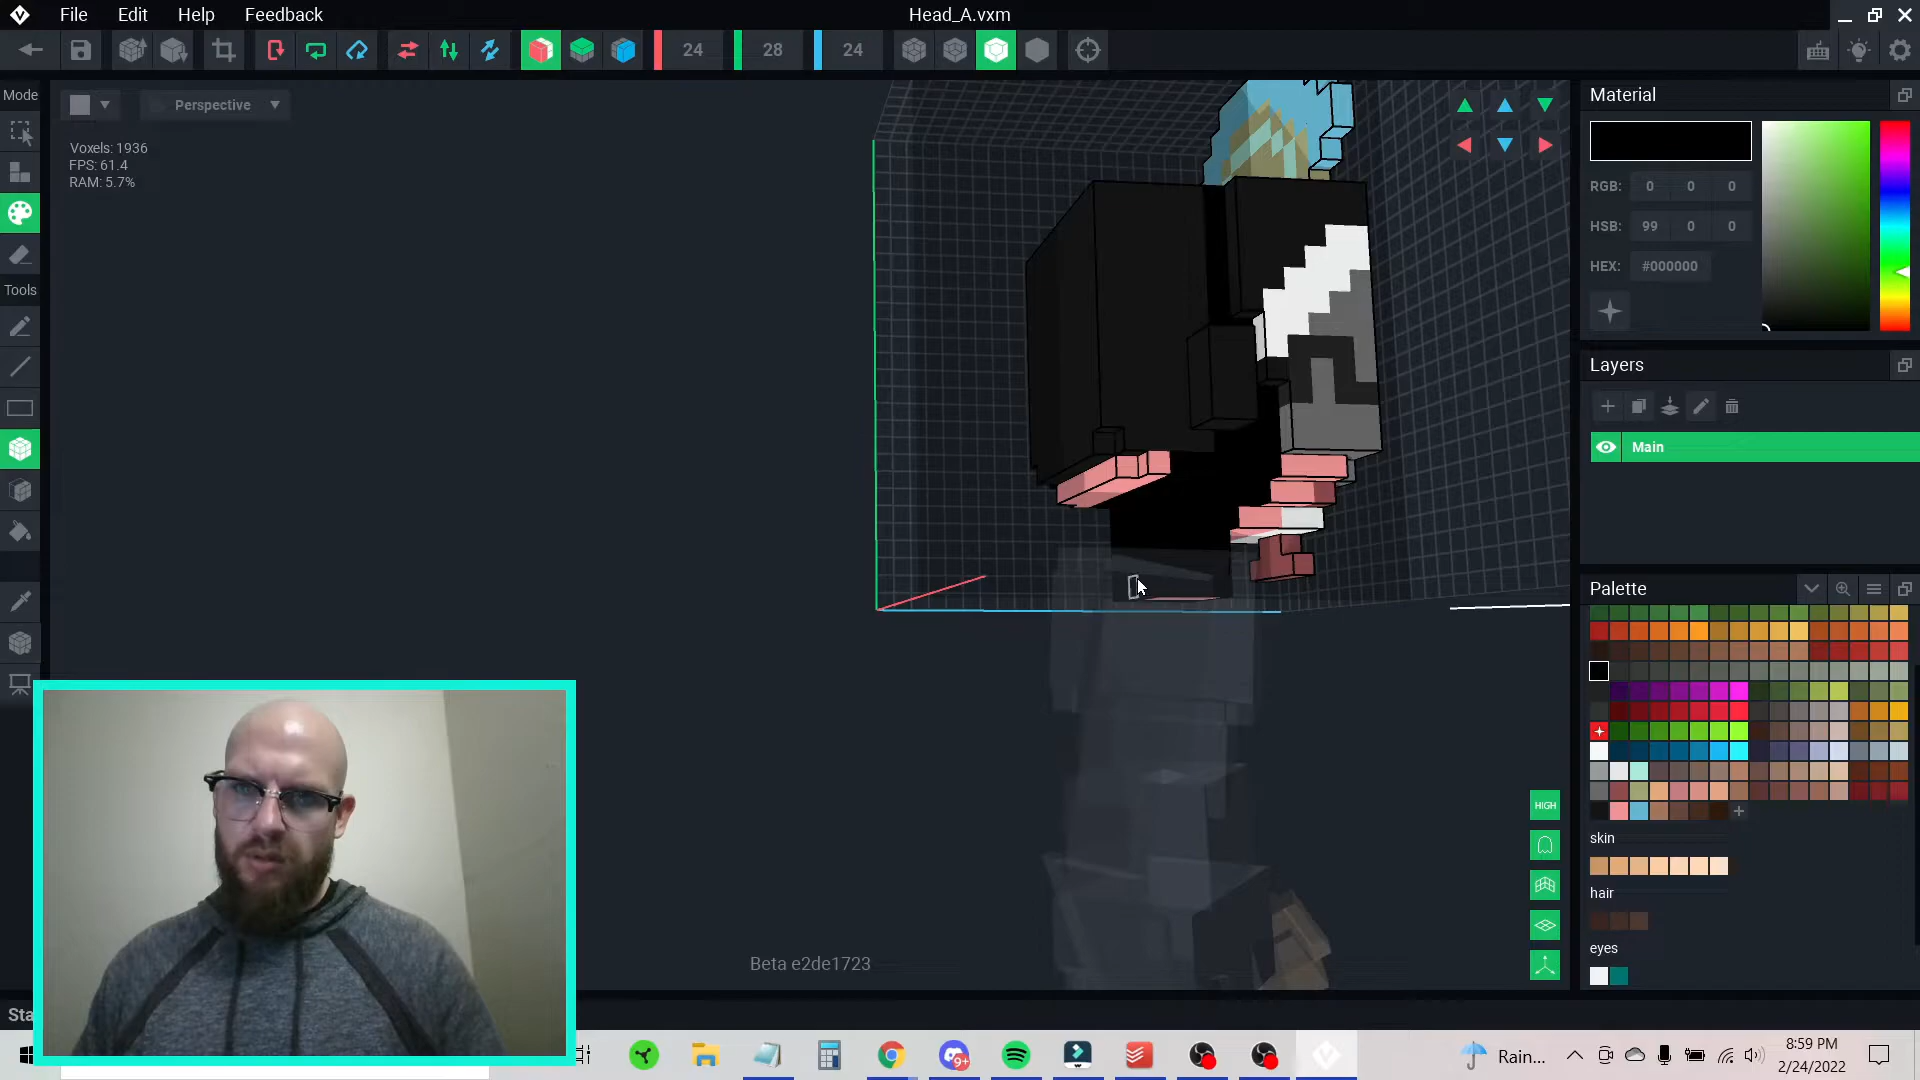 File Edit Help Feedback
Head_A.vxm
24 28 24
Mode
Perspective
Voxels: 1936
FPS: 61.4
RAM: 5.7%
Tools
Material
RGB: 0 0 0
HSB: 99 0 0
HEX: #000000
Layers
Main
Palette
skin
hair
eyes
HIGH
Beta e2de1723
Sta
9+
Rain...
8:59 PM
2/24/2022